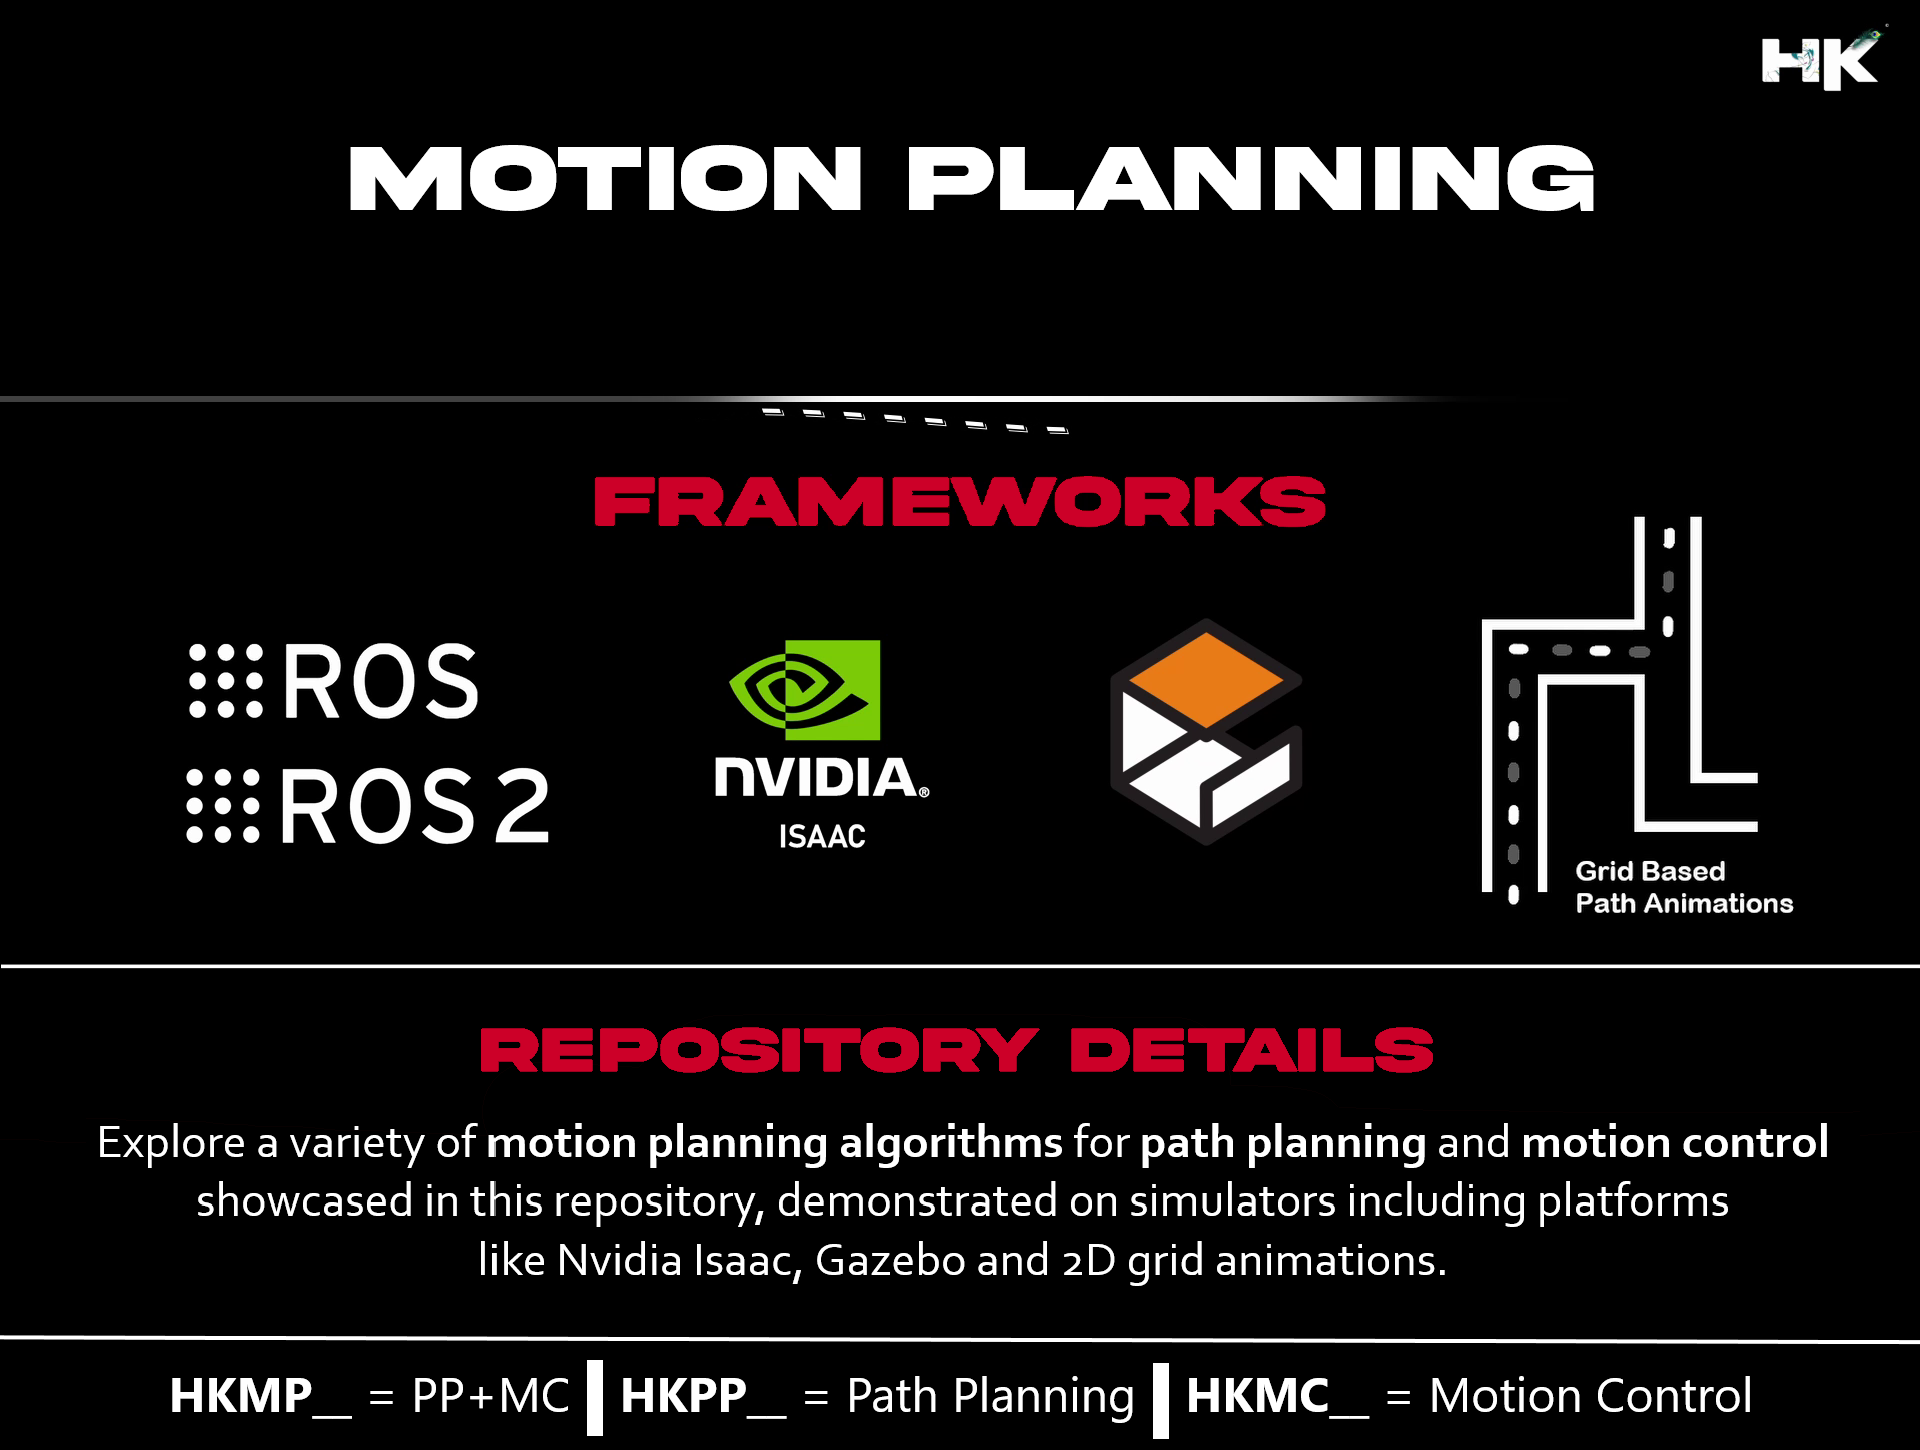 HK
MOTION PLANNING
FRAMEWORKS
ROS
ROS 2
NVIDIA®
ISAAC
Grid Based
Path Animations
REPOSITORY DETAILS
Explore a variety of motion planning algorithms for path planning and motion control
showcased in this repository, demonstrated on simulators including platforms
like Nvidia Isaac, Gazebo and 2D grid animations.
HKMP__ = PP+MC | HKPP__ = Path Planning | HKMC__ = Motion Control